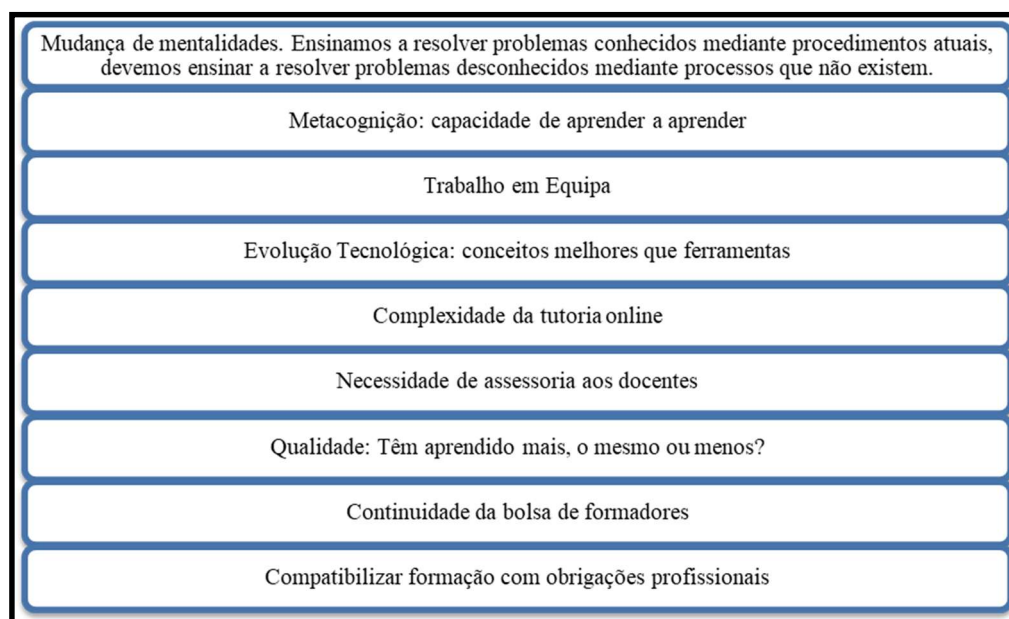 Mudança de mentalidades. Ensinamos a resolver problemas conhecidos mediante procedimentos atuais,
devemos ensinar a resolver problemas desconhecidos mediante processos que não existem.
Metacognição: capacidade de aprender a aprender
Trabalho em Equipa
Evolução Tecnológica: conceitos melhores que ferramentas
Complexidade da tutoria online
Necessidade de assessoria aos docentes
Qualidade: Têm aprendido mais, o mesmo ou menos?
Continuidade da bolsa de formadores
Compatibilizar formação com obrigações profissionais